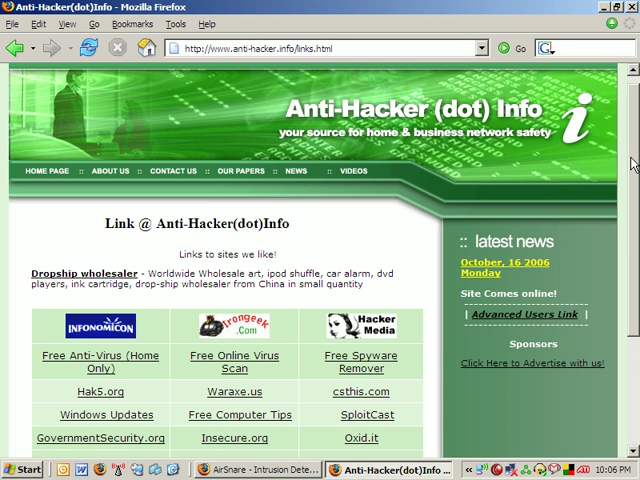 Anti-Hacker(dot)Info - Mozilla Firefox
File Edit View Go Bookmarks Tools Help
http://www.anti-hacker.info/links.html
Go
Anti-Hacker (dot) Info
your source for home & business network safety
i
HOME PAGE :: ABOUT US :: CONTACT US :: OUR PAPERS :: NEWS :: VIDEOS
Link @ Anti-Hacker(dot)Info
Links to sites we like!
Dropship wholesaler - Worldwide Wholesale art, ipod shuffle, car alarm, dvd
players, ink cartridge, drop-ship wholesaler from China in small quantity
INFONOMICON
Irongeek
.Com
Hacker
Media
Free Anti-Virus (Home
Only)
Free Online Virus
Scan
Free Spyware
Remover
Hak5.org
Waraxe.us
csthis.com
Windows Updates
Free Computer Tips
SploitCast
GovernmentSecurity.org
Insecure.org
Oxid.it
:: latest news
October, 16 2006
Monday
Site Comes online!
| Advanced Users Link |
Sponsors
Click Here to Advertise with us!
Start
AirSnare - Intrusion Dete...
Anti-Hacker(dot)Info ...
10:06 PM